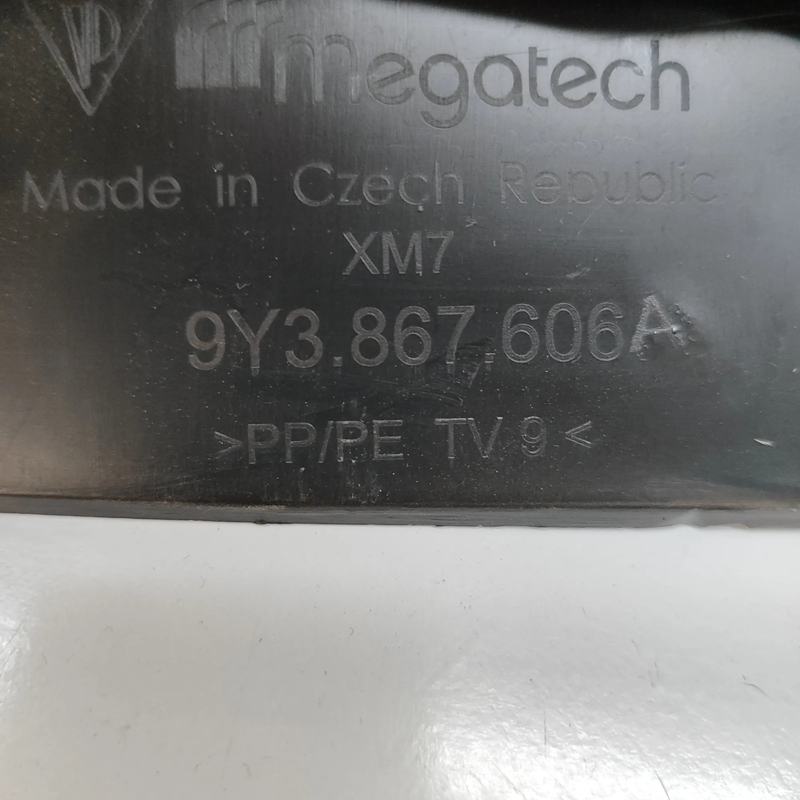 megatech
Made in Czech Republic
XM7
9Y3.867.606A
>PP/PE TV 9<